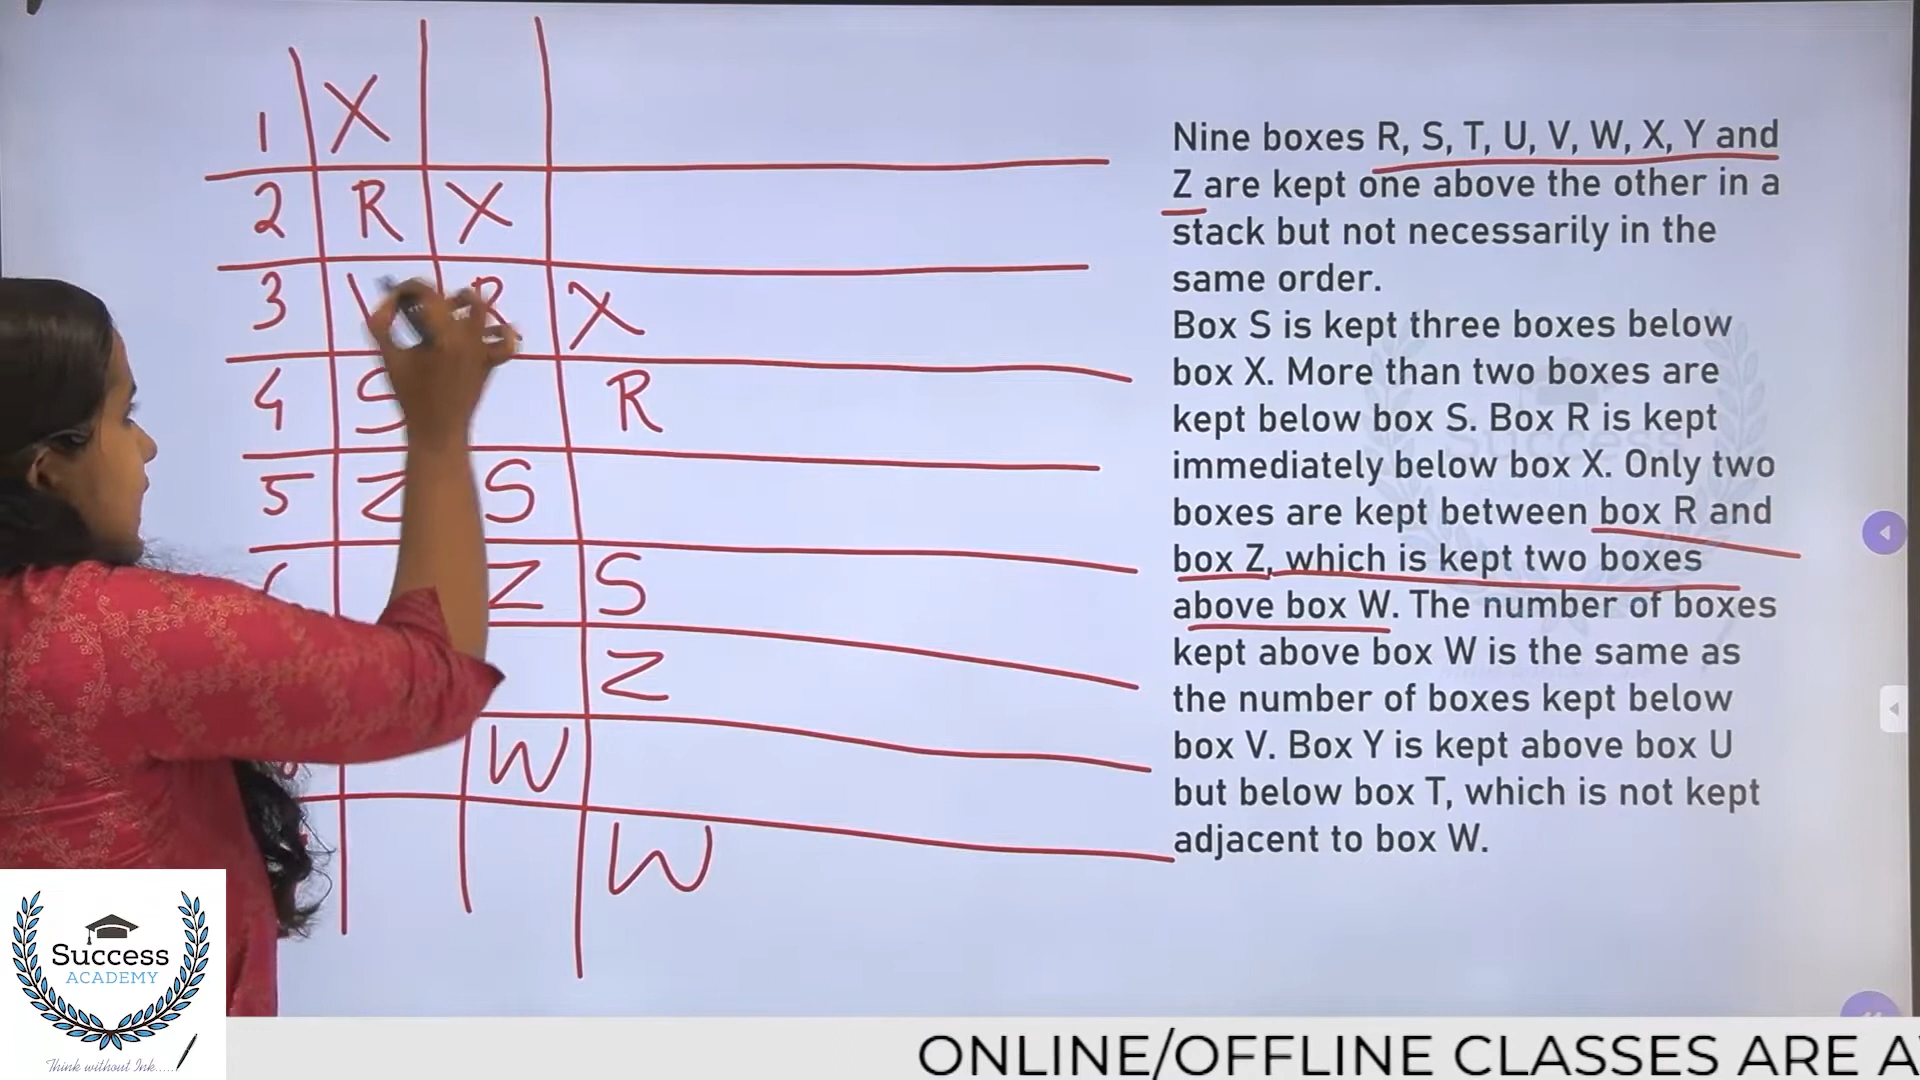 1 X
2 R X
3 V R X
4 S R
5 Z S
Z S
Z
W
W
Nine boxes R, S, T, U, V, W, X, Y and
Z are kept one above the other in a
stack but not necessarily in the
same order.
Box S is kept three boxes below
box X. More than two boxes are
kept below box S. Box R is kept
immediately below box X. Only two
boxes are kept between box R and
box Z, which is kept two boxes
above box W. The number of boxes
kept above box W is the same as
the number of boxes kept below
box V. Box Y is kept above box U
but below box T, which is not kept
adjacent to box W.
Success
ACADEMY
Think without Ink......
ONLINE/OFFLINE CLASSES ARE A